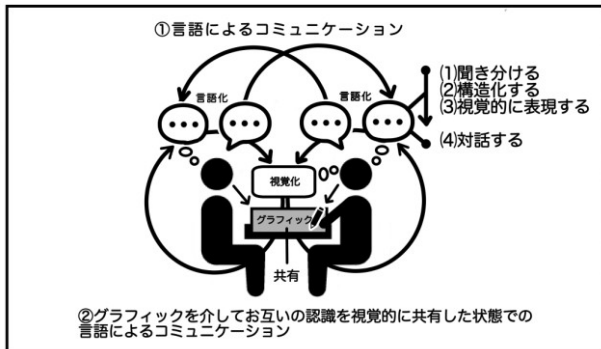 ①言語によるコミュニケーション
言語化
言語化
(1)聞き分ける
(2)構造化する
(3)視覚的に表現する
(4)対話する
視覚化
グラフィック
共有
②グラフィックを介してお互いの認識を視覚的に共有した状態での
言語によるコミュニケーション